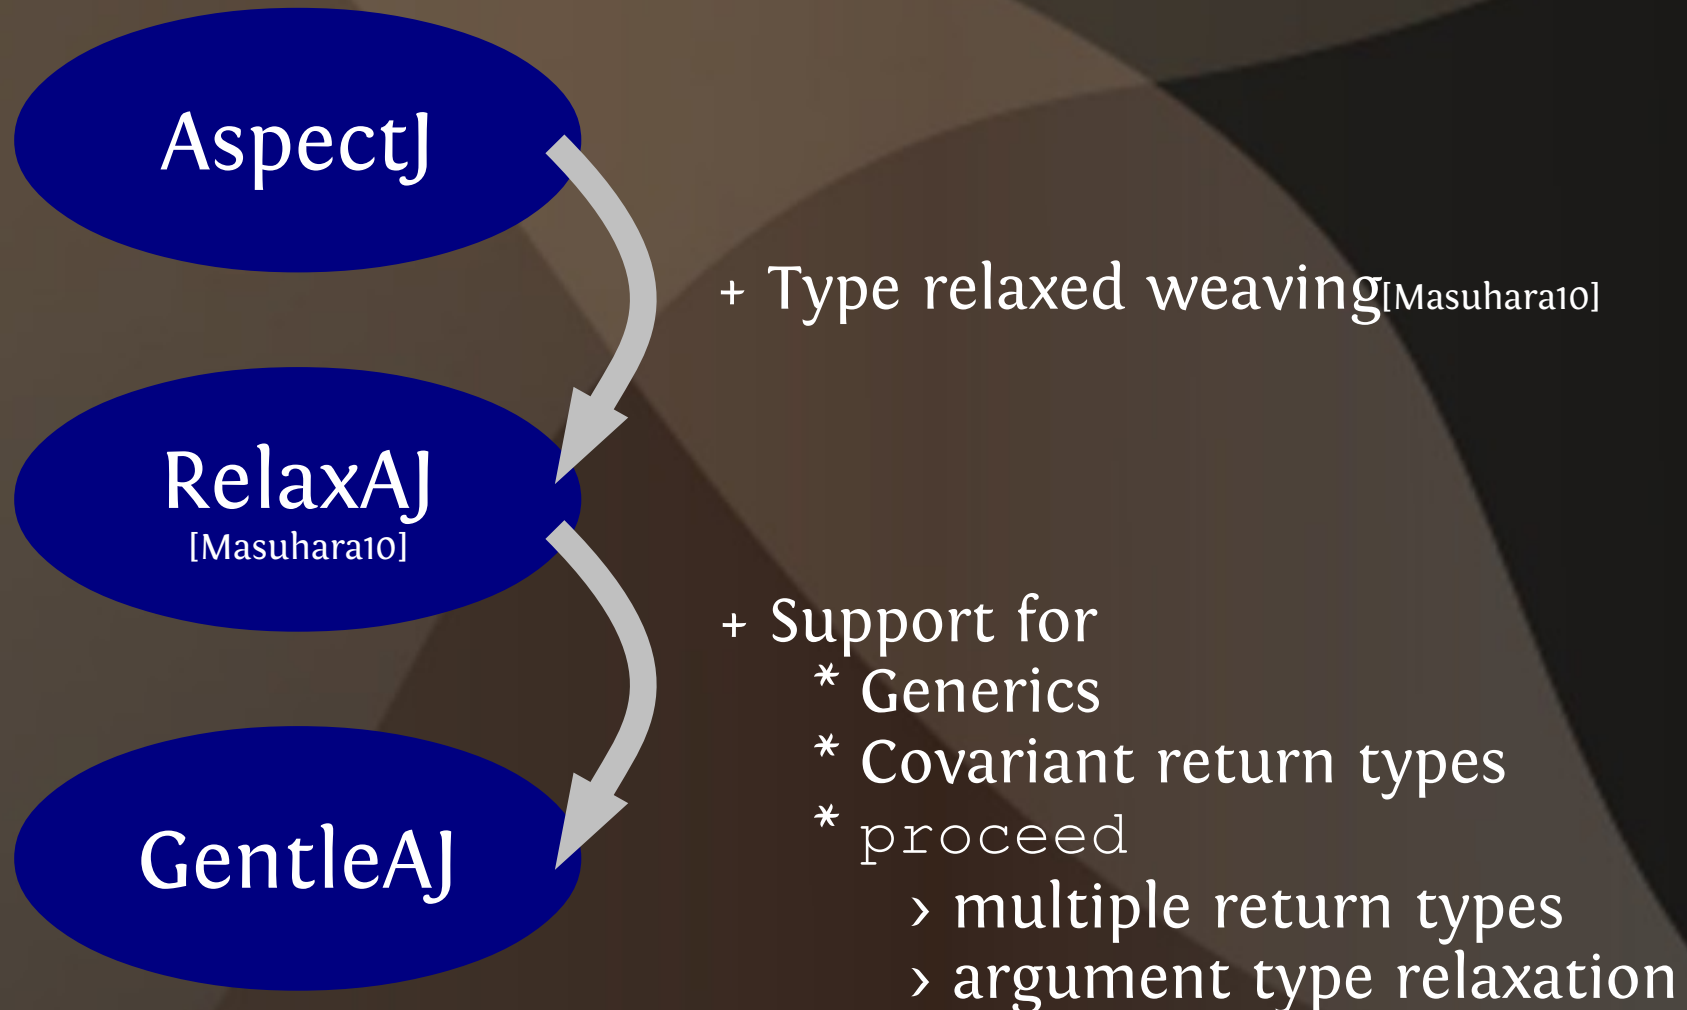 AspectJ
+ Type relaxed weaving[Masuhara10]
RelaxAJ
[Masuhara10]
+ Support for
* Generics
* Covariant return types
* proceed
› multiple return types
› argument type relaxation
GentleAJ